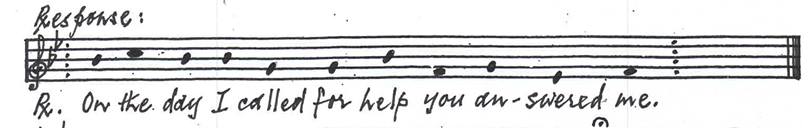 Response:
℟. On the day I called for help you an-swered me.